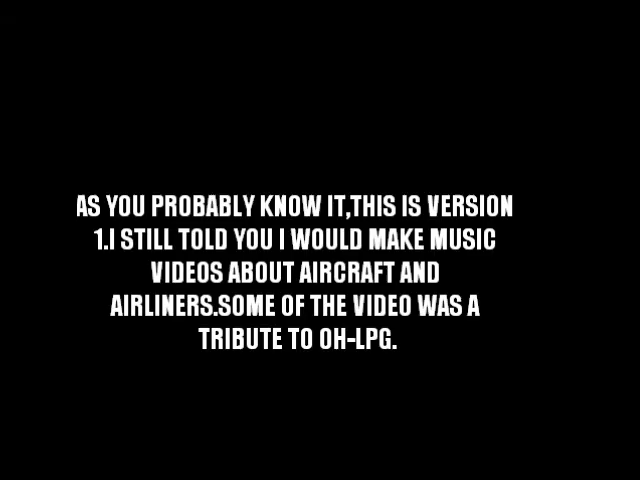 AS YOU PROBABLY KNOW IT,THIS IS VERSION
1.I STILL TOLD YOU I WOULD MAKE MUSIC
VIDEOS ABOUT AIRCRAFT AND
AIRLINERS.SOME OF THE VIDEO WAS A
TRIBUTE TO OH-LPG.